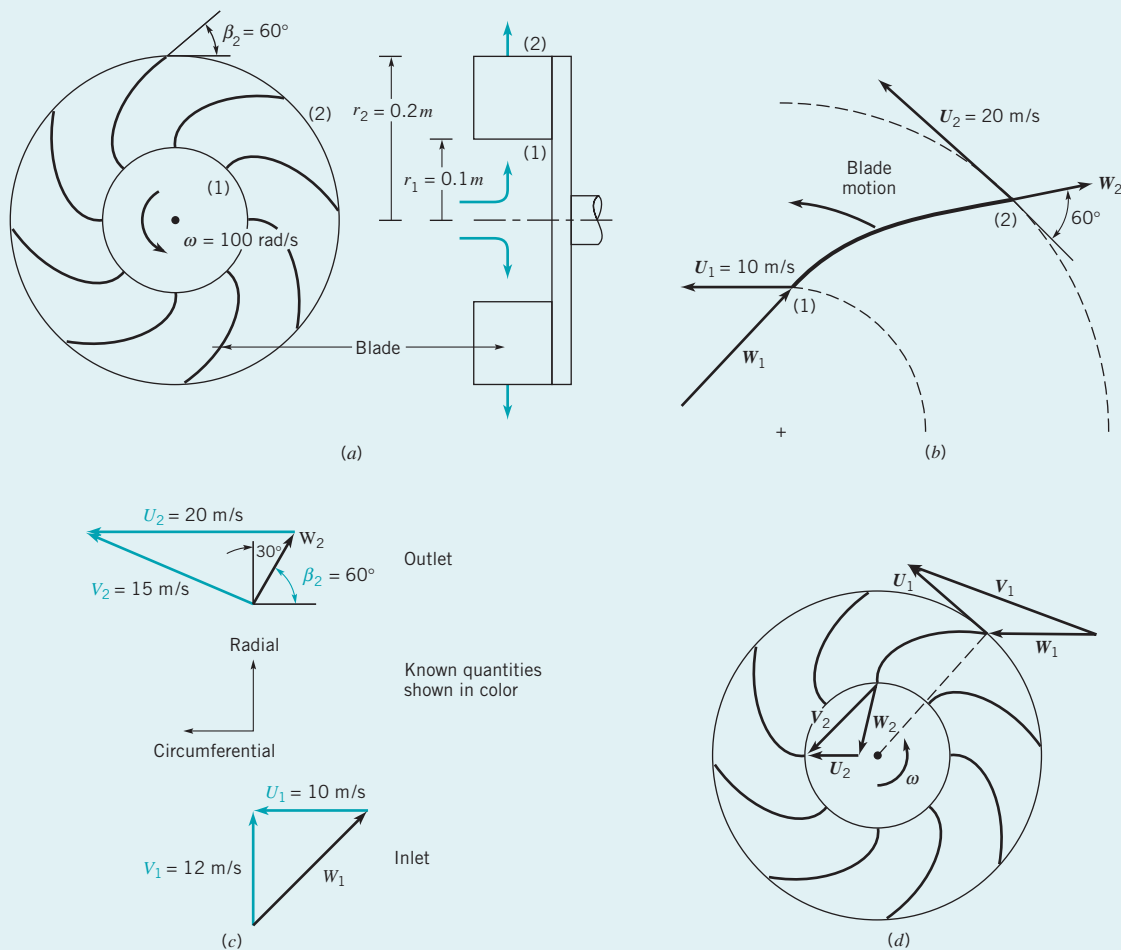 β₂ = 60°
(2)
(1)
ω = 100 rad/s
(2)
r₂ = 0.2m
(1)
r₁ = 0.1m
Blade
(a)
U₂ = 20 m/s
Blade
motion
W₂
(2)
60°
U₁ = 10 m/s
(1)
W₁
+
(b)
U₂ = 20 m/s
W₂
30°
Outlet
β₂ = 60°
V₂ = 15 m/s
Radial
Known quantities
shown in color
Circumferential
U₁ = 10 m/s
V₁ = 12 m/s
W₁
Inlet
(c)
U₁
V₁
W₁
V₂
W₂
U₂
ω
(d)